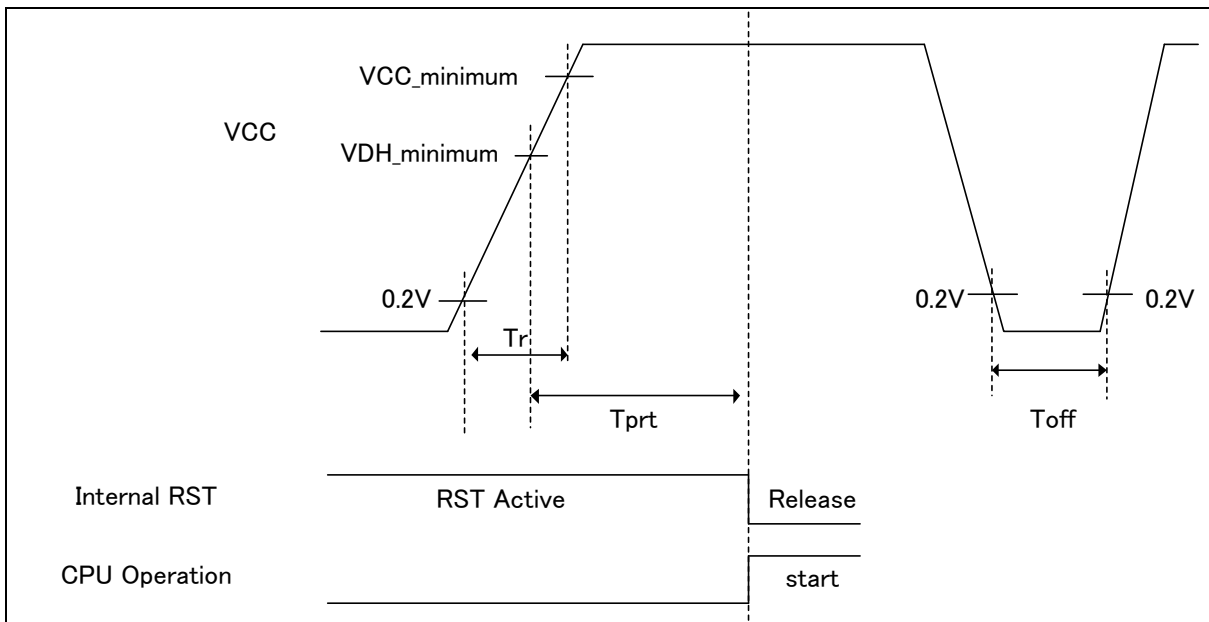 VCC_minimum
VCC
VDH_minimum
0.2V
0.2V
0.2V
Tr
Tprt
Toff
Internal RST
RST Active
Release
CPU Operation
start